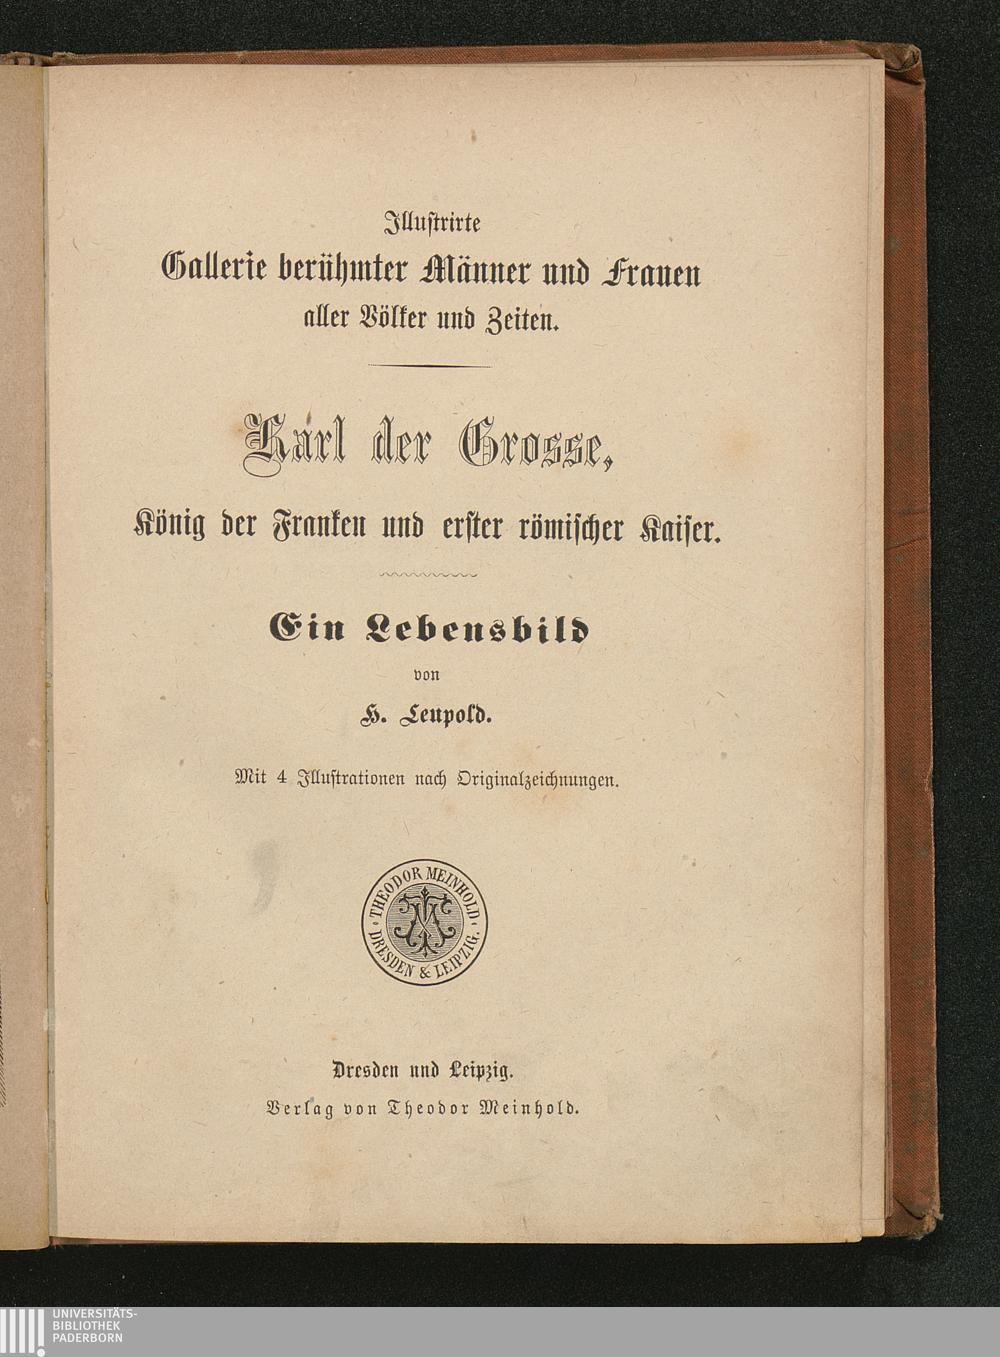 Illustrirte
Gallerie berühmter Männer und Frauen
aller Völker und Zeiten.
Karl der Grosse,
König der Franken und erster römischer Kaiser.
Ein Lebensbild
von
H. Leupold.
Mit 4 Illustrationen nach Originalzeichnungen.
THEODOR MEINHOLD
DRESDEN & LEIPZIG.
Dresden und Leipzig.
Verlag von Theodor Meinhold.
UNIVERSITÄTS-
BIBLIOTHEK
PADERBORN